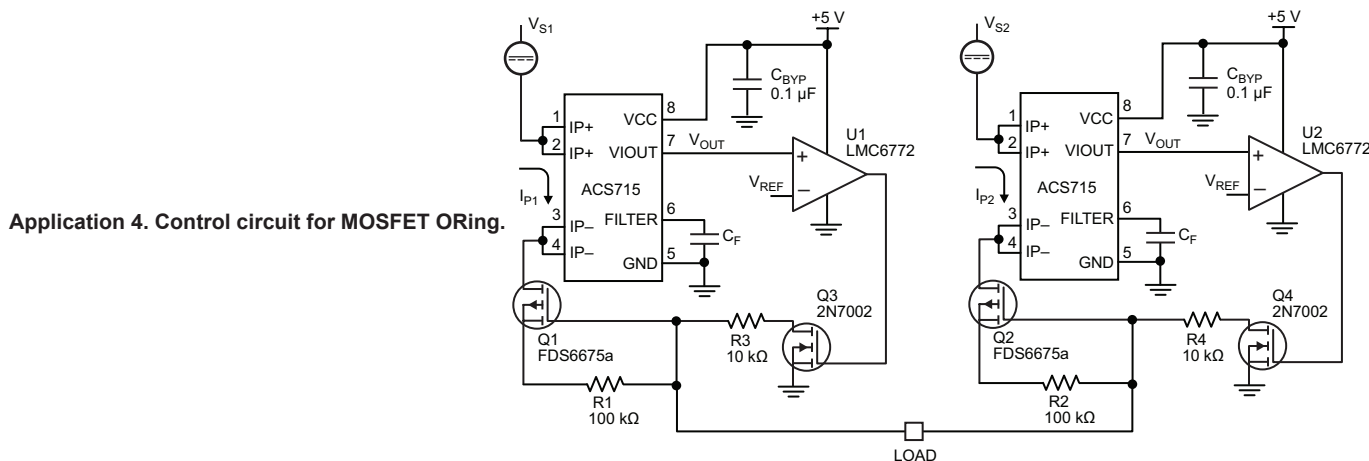 Application 4. Control circuit for MOSFET ORing.
VS1
+5 V
CBYP
0.1 µF
1
IP+
2
IP+
VCC
8
VIOUT
7
VOUT
U1
LMC6772
+
VREF
–
ACS715
IP1
3
IP–
4
IP–
FILTER
6
CF
GND
5
Q1
FDS6675a
R3
10 kΩ
Q3
2N7002
R1
100 kΩ
VS2
+5 V
CBYP
0.1 µF
1
IP+
2
IP+
VCC
8
VIOUT
7
VOUT
U2
LMC6772
+
VREF
–
ACS715
IP2
3
IP–
4
IP–
FILTER
6
CF
GND
5
Q2
FDS6675a
R4
10 kΩ
Q4
2N7002
R2
100 kΩ
LOAD